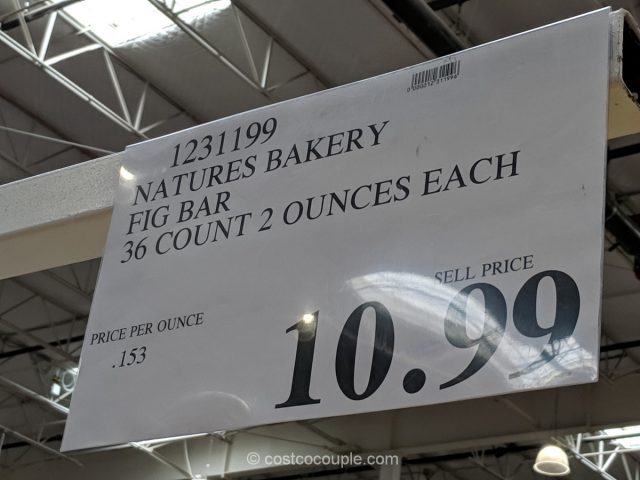 1231199
NATURES BAKERY
FIG BAR
36 COUNT 2 OUNCES EACH
SELL PRICE
PRICE PER OUNCE
.153
10.99
© costcocouple.com